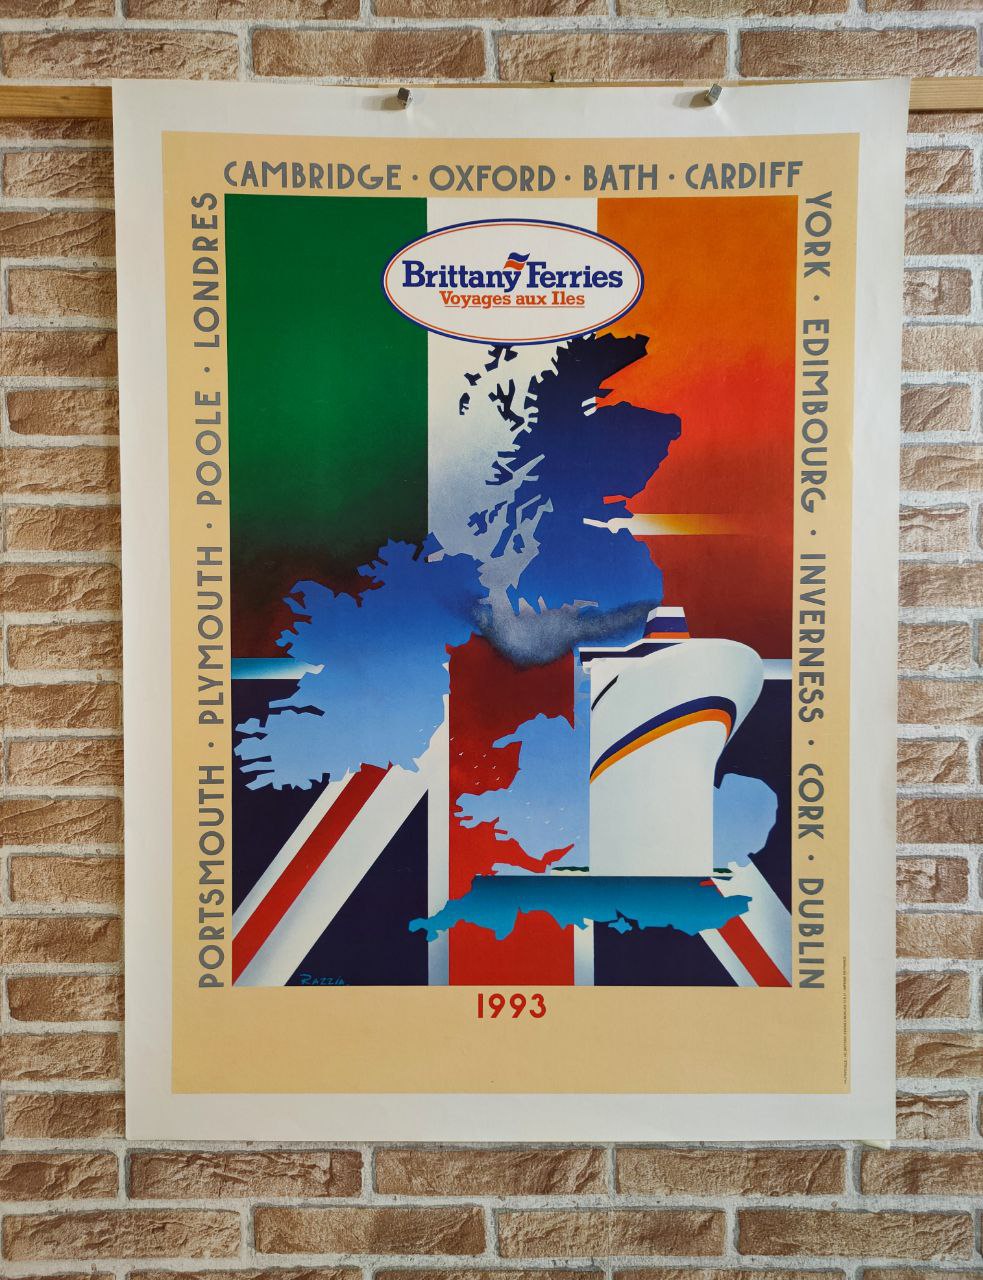 CAMBRIDGE · OXFORD · BATH · CARDIFF
PORTSMOUTH · PLYMOUTH · POOLE · LONDRES
YORK · EDIMBOURG · INVERNESS · CORK · DUBLIN
Brittany Ferries
Voyages aux Iles
RAZZIA
1993